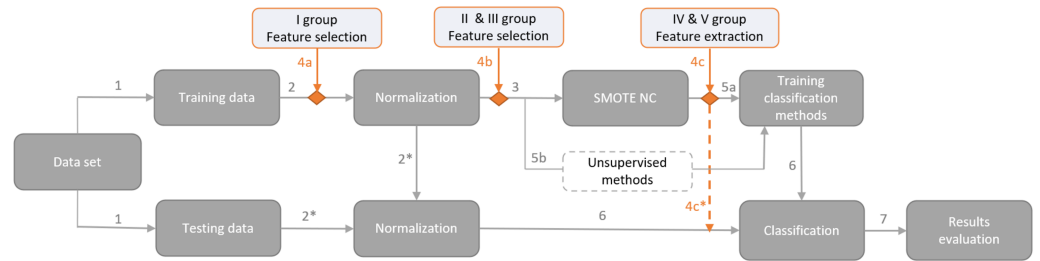 I group
Feature selection
II & III group
Feature selection
IV & V group
Feature extraction
4a
4b
4c
1
Training data
2
Normalization
3
SMOTE NC
5a
Training
classification
methods
Data set
2*
5b
Unsupervised
methods
6
4c*
1
Testing data
2*
Normalization
6
Classification
7
Results
evaluation